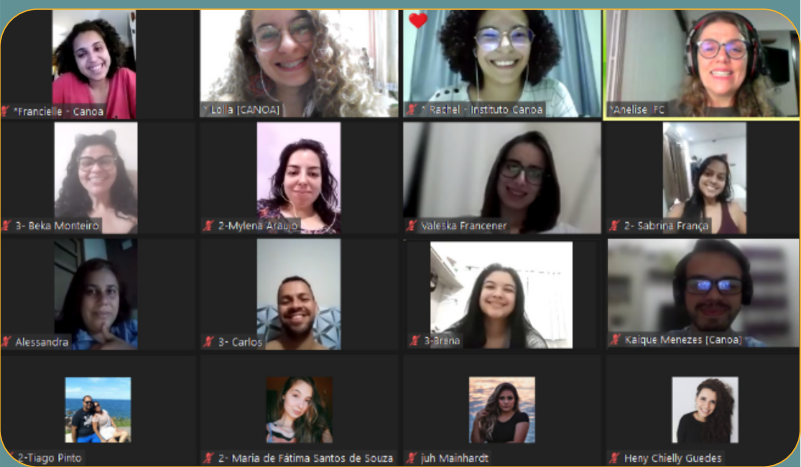 *Francielle - Canoa
* Lolla [CANOA]
* Rachel - Instituto Canoa
*Anelise IFC
3- Beka Monteiro
2-Mylena Araujo
Valeska Francener
2- Sabrina França
Alessandra
3- Carlos
3-Brena
Kaique Menezes [Canoa]
2-Tiago Pinto
2- Maria de Fátima Santos de Souza
juh Mainhardt
Heny Chielly Guedes